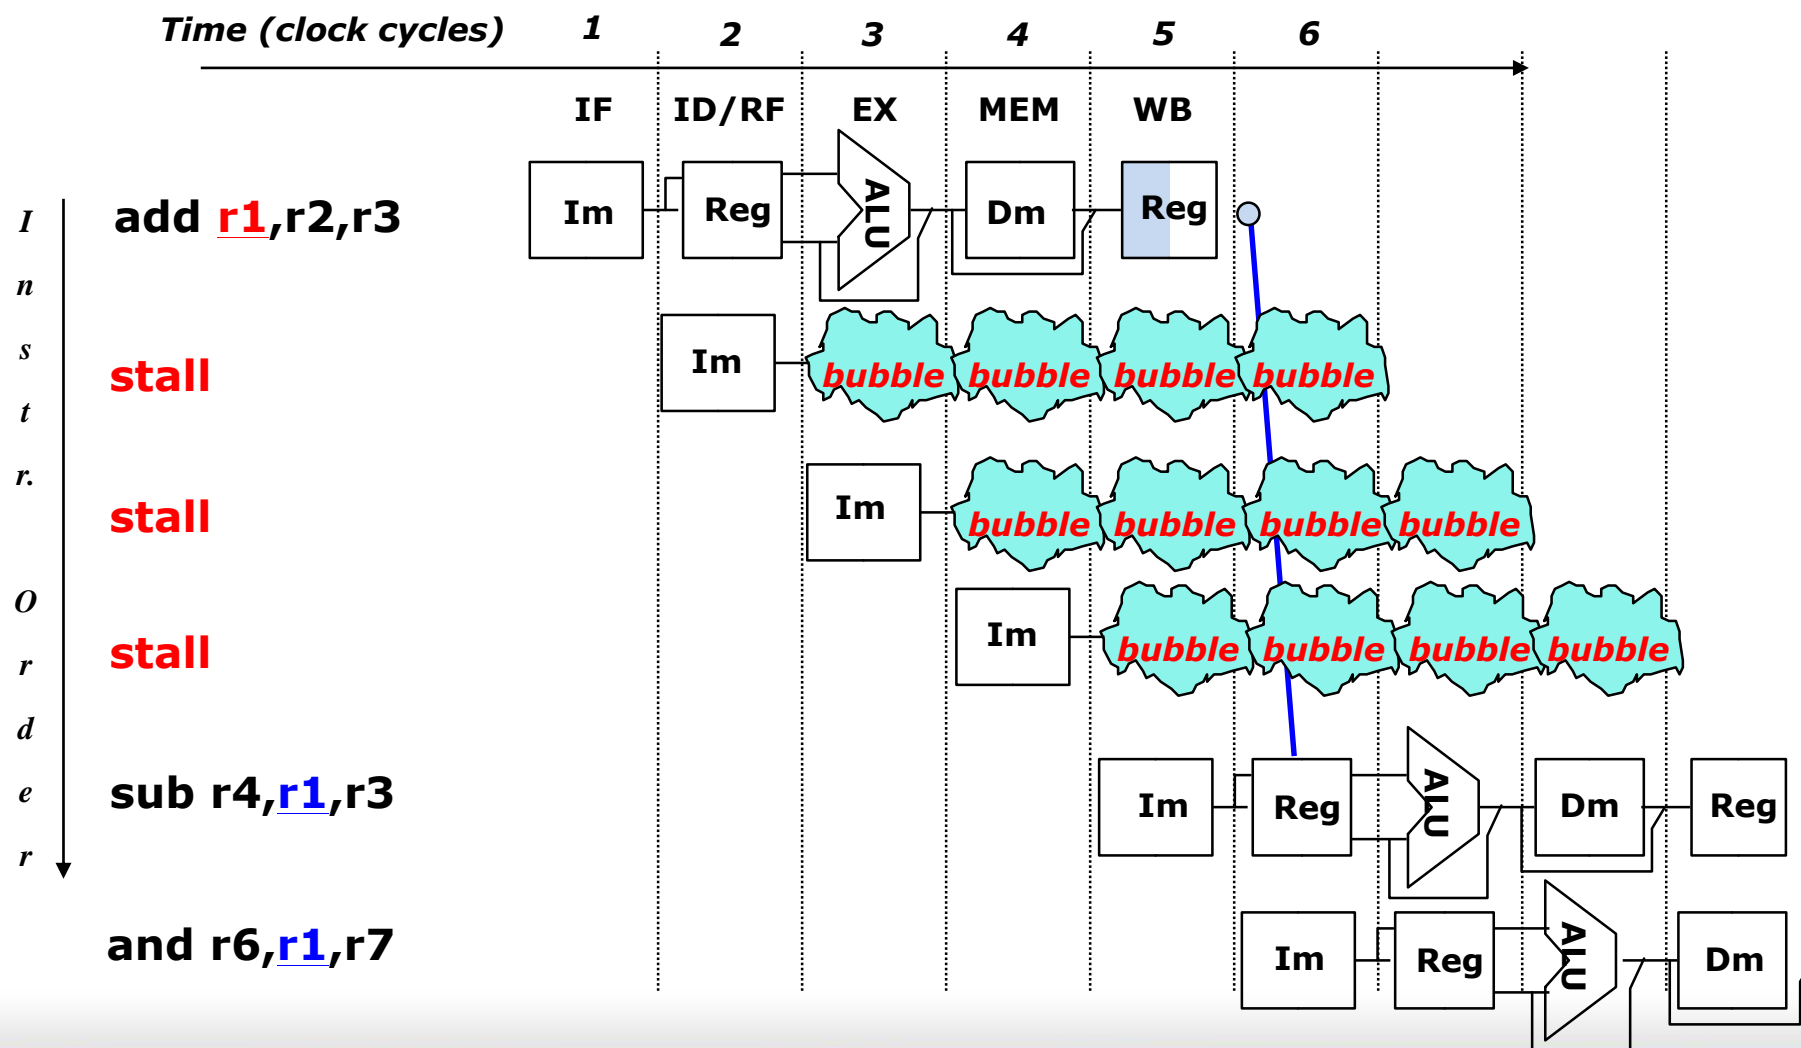 Time (clock cycles) 1 2 3 4 5 6
IF ID/RF EX MEM WB
Instr. Order
add r1,r2,r3 Im Reg ALU Dm Reg
stall Im bubble bubble bubble bubble
stall Im bubble bubble bubble bubble
stall Im bubble bubble bubble bubble
sub r4,r1,r3 Im Reg ALU Dm Reg
and r6,r1,r7 Im Reg ALU Dm